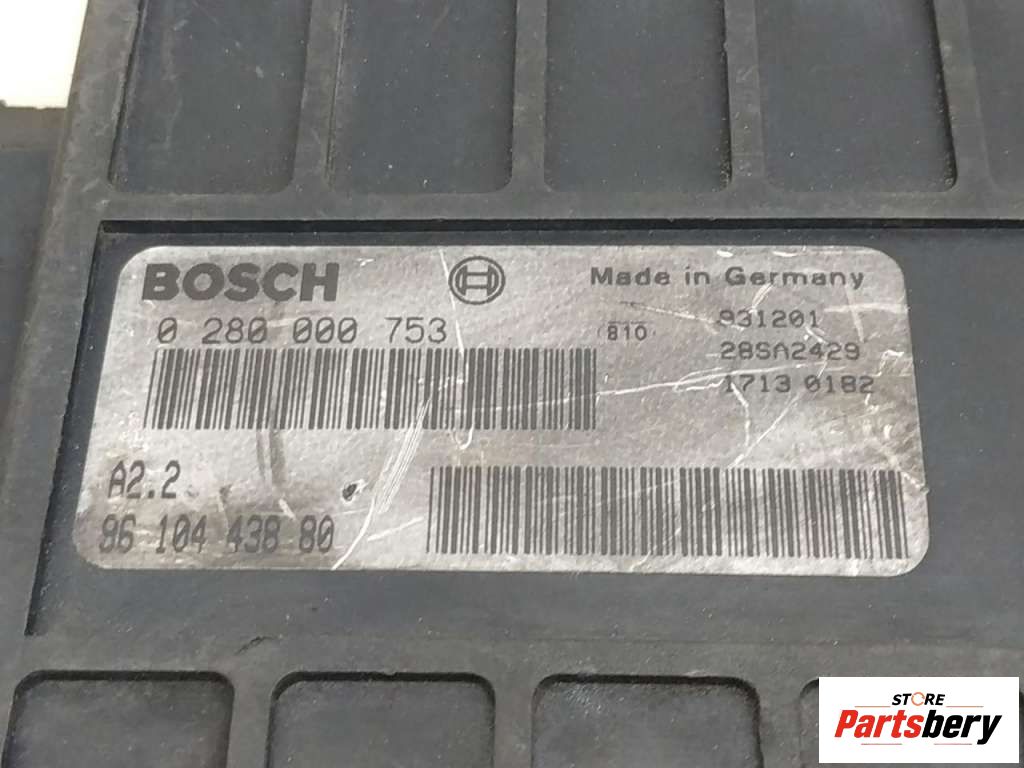 BOSCH Made in Germany
0 280 000 753 810 931201
28SA2429
1713 0182
A2.2
96 104 438 80
STORE
Partsbery